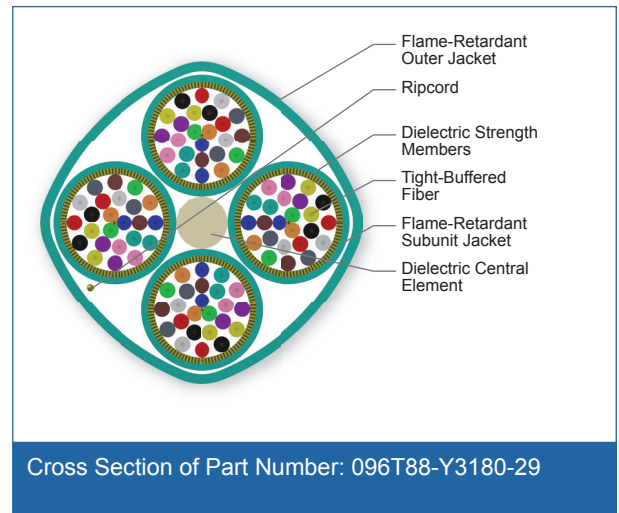 Flame-Retardant
Outer Jacket
Ripcord
Dielectric Strength
Members
Tight-Buffered
Fiber
Flame-Retardant
Subunit Jacket
Dielectric Central
Element
Cross Section of Part Number: 096T88-Y3180-29